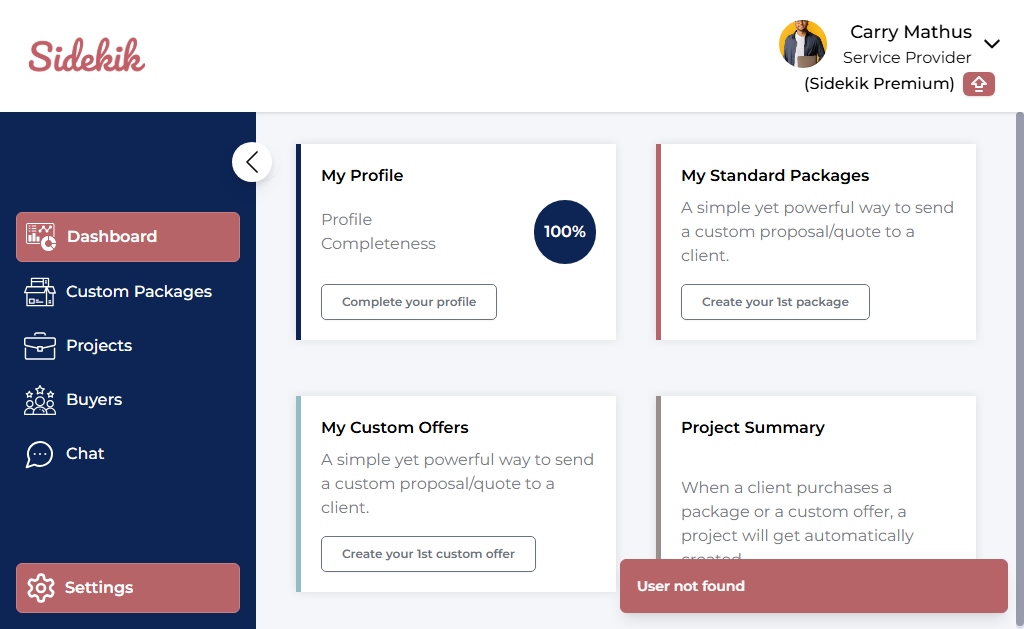 Sidekik
Carry Mathus
Service Provider
(Sidekik Premium)
Dashboard
Custom Packages
Projects
Buyers
Chat
Settings
My Profile
Profile
Completeness
100%
Complete your profile
My Standard Packages
A simple yet powerful way to send
a custom proposal/quote to a
client.
Create your 1st package
My Custom Offers
A simple yet powerful way to send
a custom proposal/quote to a
client.
Create your 1st custom offer
Project Summary
When a client purchases a
package or a custom offer, a
project will get automatically
created.
User not found